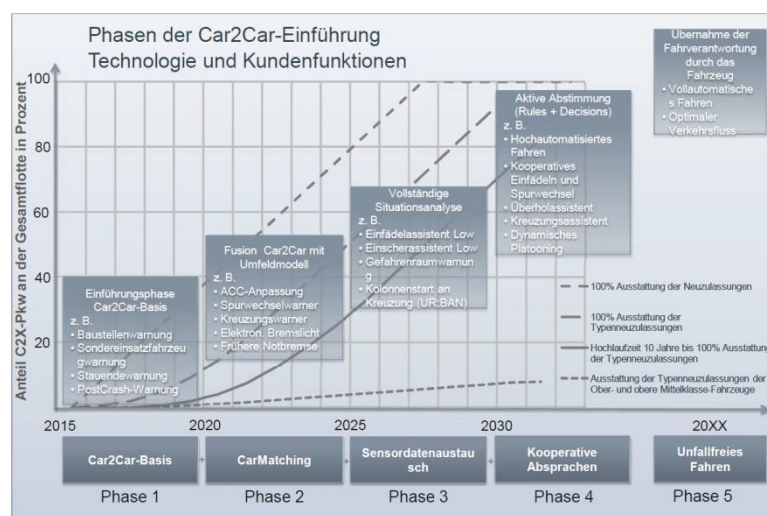 Phasen der Car2Car-Einführung
Technologie und Kundenfunktionen
Anteil C2X-Pkw an der Gesamtflotte in Prozent
100
80
60
40
20
2015
2020
2025
2030
20XX
Einführungsphase
Car2Car-Basis
z. B.
•Baustellenwarnung
•Sondereinsatzfahrzeu
gwarnung
•Stauendewarnung
•PostCrash-Warnung
Fusion Car2Car mit
Umfeldmodell
z. B.
•ACC-Anpassung
•Spurwechselwarner
•Kreuzungswarner
•Elektron. Bremslicht
•Frühere Notbremse
Vollständige
Situationsanalyse
z. B.
•Einfädelassistent Low
•Einscherassistent Low
•Gefahrenraumwarnun
g
•Kolonnenstart an
Kreuzung (UR:BAN)
Aktive Abstimmung
(Rules + Decisions)
z. B.
•Hochautomatisiertes
Fahren
•Kooperatives
Einfädeln und
Spurwechsel
•Überholassistent
•Kreuzungsassistent
•Dynamisches
Platooning
Übernahme der
Fahrverantwortung
durch das
Fahrzeug
•Vollautomatische
s Fahren
•Optimaler
Verkehrsfluss
100% Ausstattung der Neuzulassungen
100% Ausstattung der
Typenneuzulassungen
Hochlaufzeit 10 Jahre bis 100% Ausstattung
der Typenneuzulassungen
Ausstattung der Typenneuzulassungen der
Ober- und obere Mittelklasse-Fahrzeuge
Car2Car-Basis
+
CarMatching
+
Sensordatenaustau
sch
+
Kooperative
Absprachen
Unfallfreies
Fahren
Phase 1
Phase 2
Phase 3
Phase 4
Phase 5